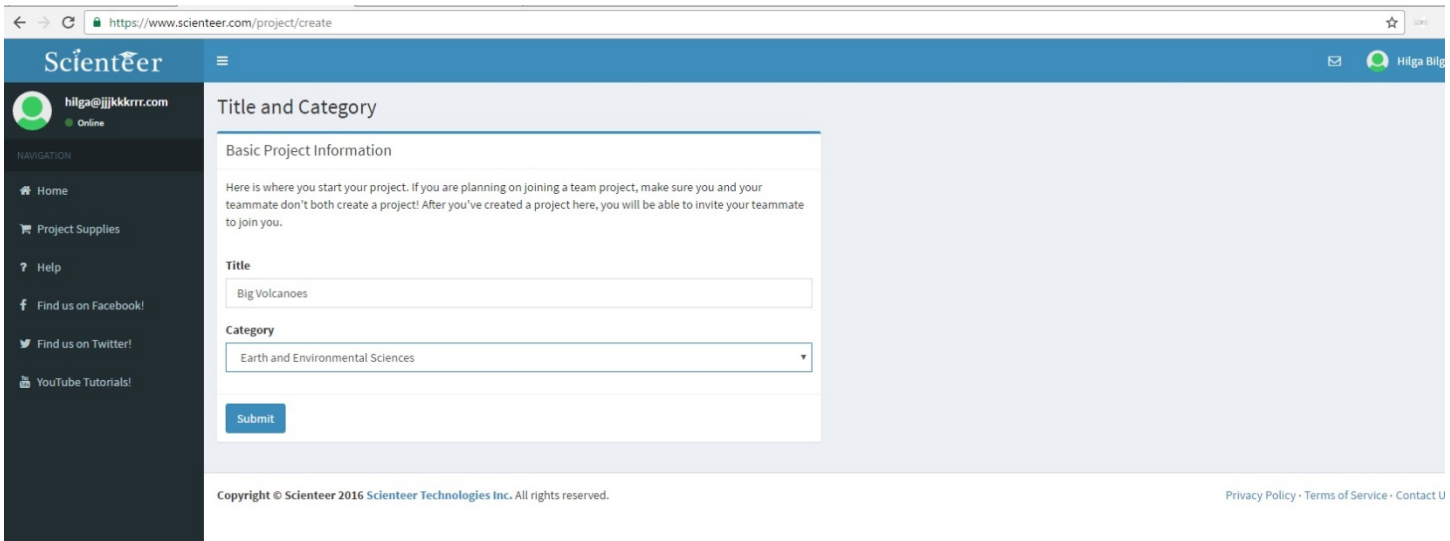 https://www.scienteer.com/project/create
Scienteer
Hilga Bilg
hilga@jjjkkkrrr.com
Online
NAVIGATION
Home
Project Supplies
? Help
Find us on Facebook!
Find us on Twitter!
YouTube Tutorials!
Title and Category
Basic Project Information
Here is where you start your project. If you are planning on joining a team project, make sure you and your
teammate don't both create a project! After you've created a project here, you will be able to invite your teammate
to join you.
Title
Big Volcanoes
Category
Earth and Environmental Sciences
Submit
Copyright © Scienteer 2016 Scienteer Technologies Inc. All rights reserved.
Privacy Policy · Terms of Service · Contact U